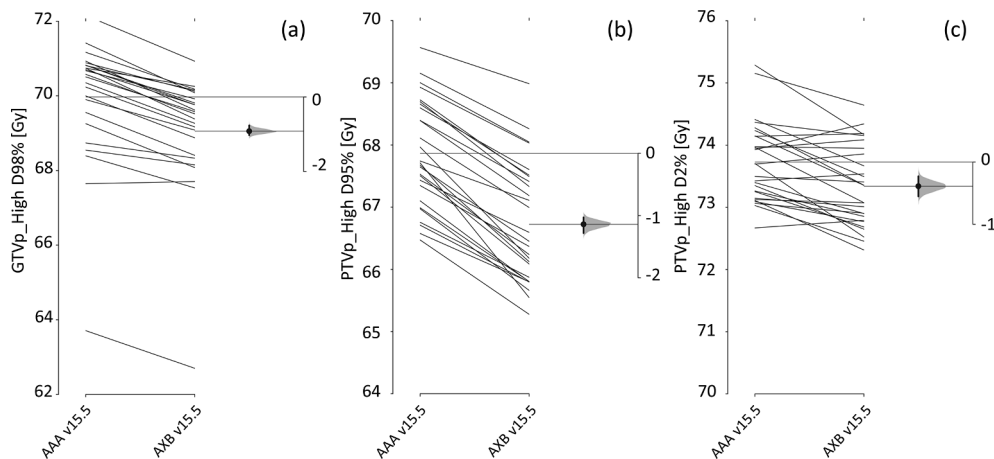 (a)
GTVp_High D98% [Gy]
72
70
68
66
64
62
0
-2
AAA v15.5
AXB v15.5
(b)
PTVp_High D95% [Gy]
70
69
68
67
66
65
64
0
-1
-2
AAA v15.5
AXB v15.5
(c)
PTVp_High D2% [Gy]
76
75
74
73
72
71
70
0
-1
AAA v15.5
AXB v15.5